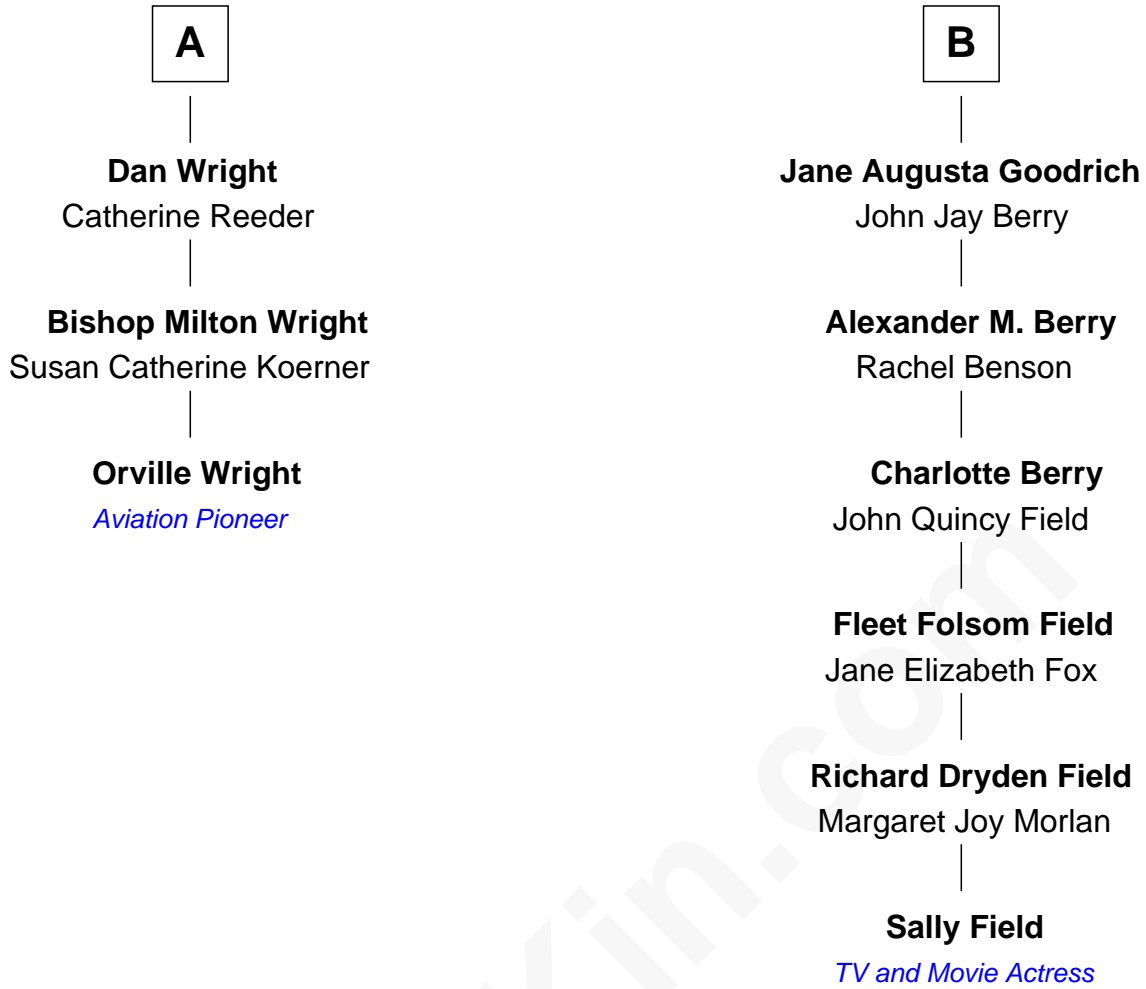 A
Dan Wright
Catherine Reeder
Bishop Milton Wright
Susan Catherine Koerner
Orville Wright
Aviation Pioneer
B
Jane Augusta Goodrich
John Jay Berry
Alexander M. Berry
Rachel Benson
Charlotte Berry
John Quincy Field
Fleet Folsom Field
Jane Elizabeth Fox
Richard Dryden Field
Margaret Joy Morlan
Sally Field
TV and Movie Actress
Kin.com